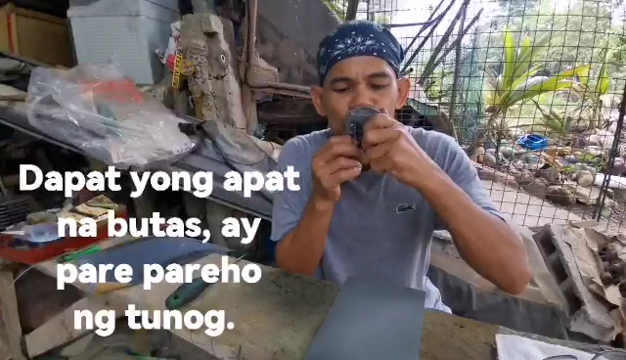 Dapat yong apat
na butas, ay
pare pareho
ng tunog.